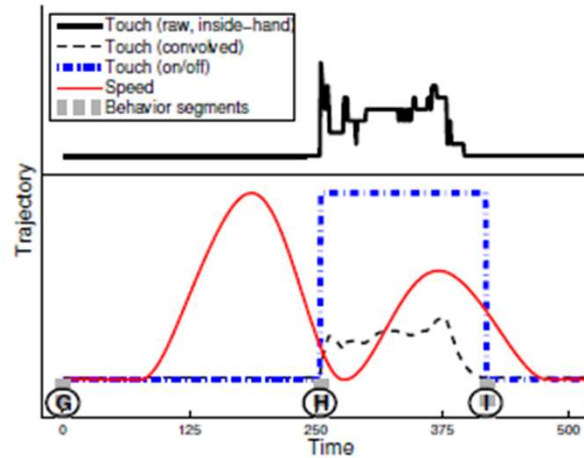 Touch (raw, inside-hand)
Touch (convolved)
Touch (on/off)
Speed
Behavior segments
Trajectory
G
H
I
0
125
250
375
500
Time